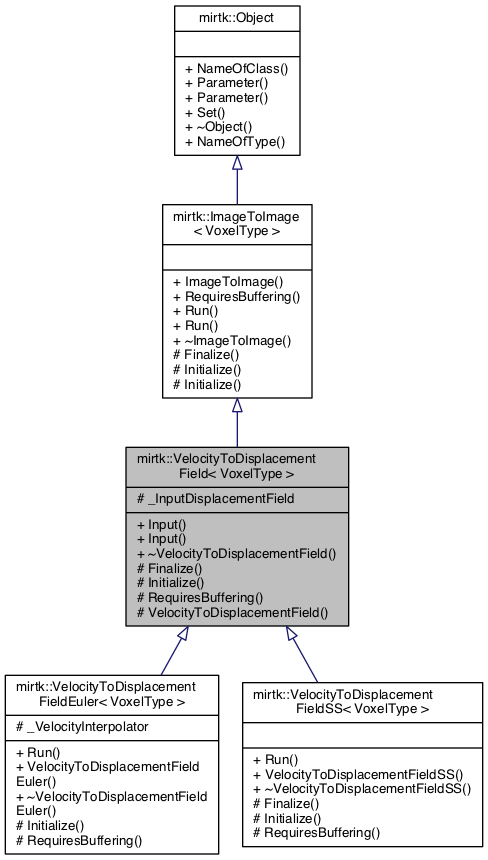 mirtk::Object
+ NameOfClass()
+ Parameter()
+ Parameter()
+ Set()
+ ~Object()
+ NameOfType()
mirtk::ImageToImage
< VoxelType >
+ ImageToImage()
+ RequiresBuffering()
+ Run()
+ Run()
+ ~ImageToImage()
# Finalize()
# Initialize()
# Initialize()
mirtk::VelocityToDisplacement
Field< VoxelType >
# _InputDisplacementField
+ Input()
+ Input()
+ ~VelocityToDisplacementField()
# Finalize()
# Initialize()
# RequiresBuffering()
# VelocityToDisplacementField()
mirtk::VelocityToDisplacement
FieldEuler< VoxelType >
# _VelocityInterpolator
+ Run()
+ VelocityToDisplacementField
Euler()
+ ~VelocityToDisplacementField
Euler()
# Initialize()
# RequiresBuffering()
mirtk::VelocityToDisplacement
FieldSS< VoxelType >
+ Run()
+ VelocityToDisplacementFieldSS()
+ ~VelocityToDisplacementFieldSS()
# Finalize()
# Initialize()
# RequiresBuffering()